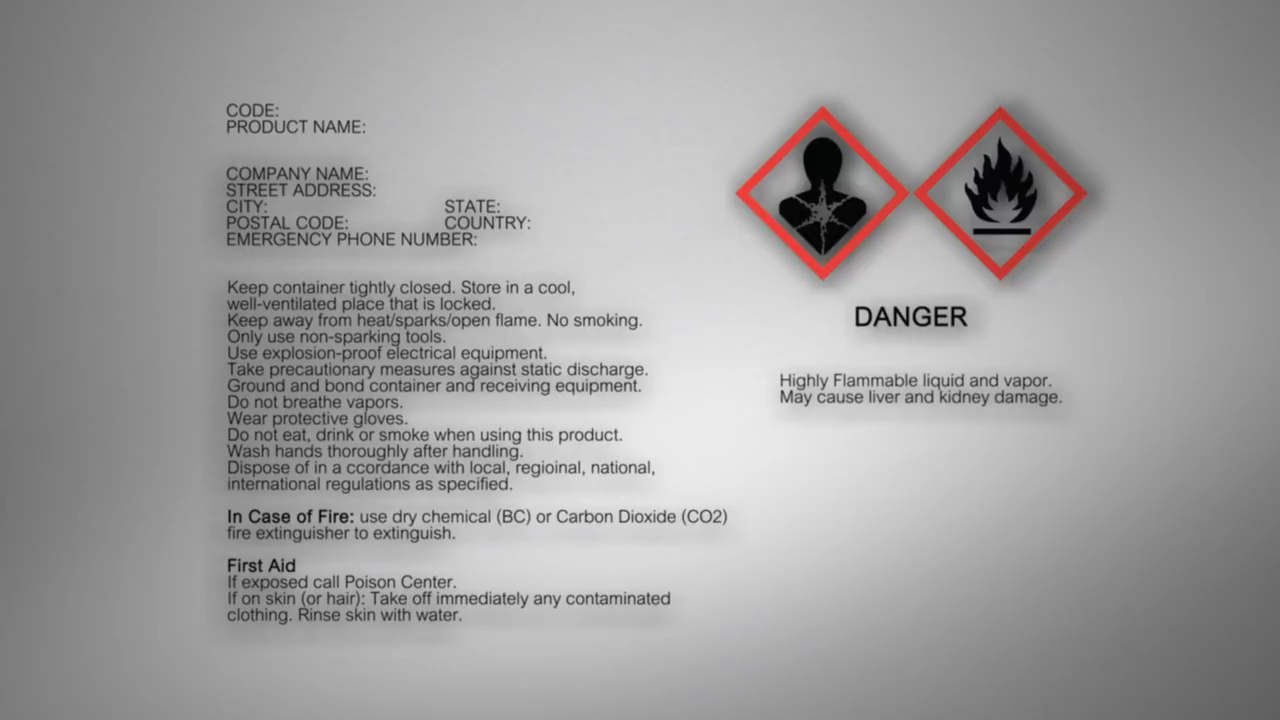 CODE:
PRODUCT NAME:
COMPANY NAME:
STREET ADDRESS:
CITY: STATE:
POSTAL CODE: COUNTRY:
EMERGENCY PHONE NUMBER:
Keep container tightly closed. Store in a cool,
well-ventilated place that is locked.
Keep away from heat/sparks/open flame. No smoking.
Only use non-sparking tools.
Use explosion-proof electrical equipment.
Take precautionary measures against static discharge.
Ground and bond container and receiving equipment.
Do not breathe vapors.
Wear protective gloves.
Do not eat, drink or smoke when using this product.
Wash hands thoroughly after handling.
Dispose of in a ccordance with local, regioinal, national,
international regulations as specified.
In Case of Fire: use dry chemical (BC) or Carbon Dioxide (CO2)
fire extinguisher to extinguish.
First Aid
If exposed call Poison Center.
If on skin (or hair): Take off immediately any contaminated
clothing. Rinse skin with water.
DANGER
Highly Flammable liquid and vapor.
May cause liver and kidney damage.